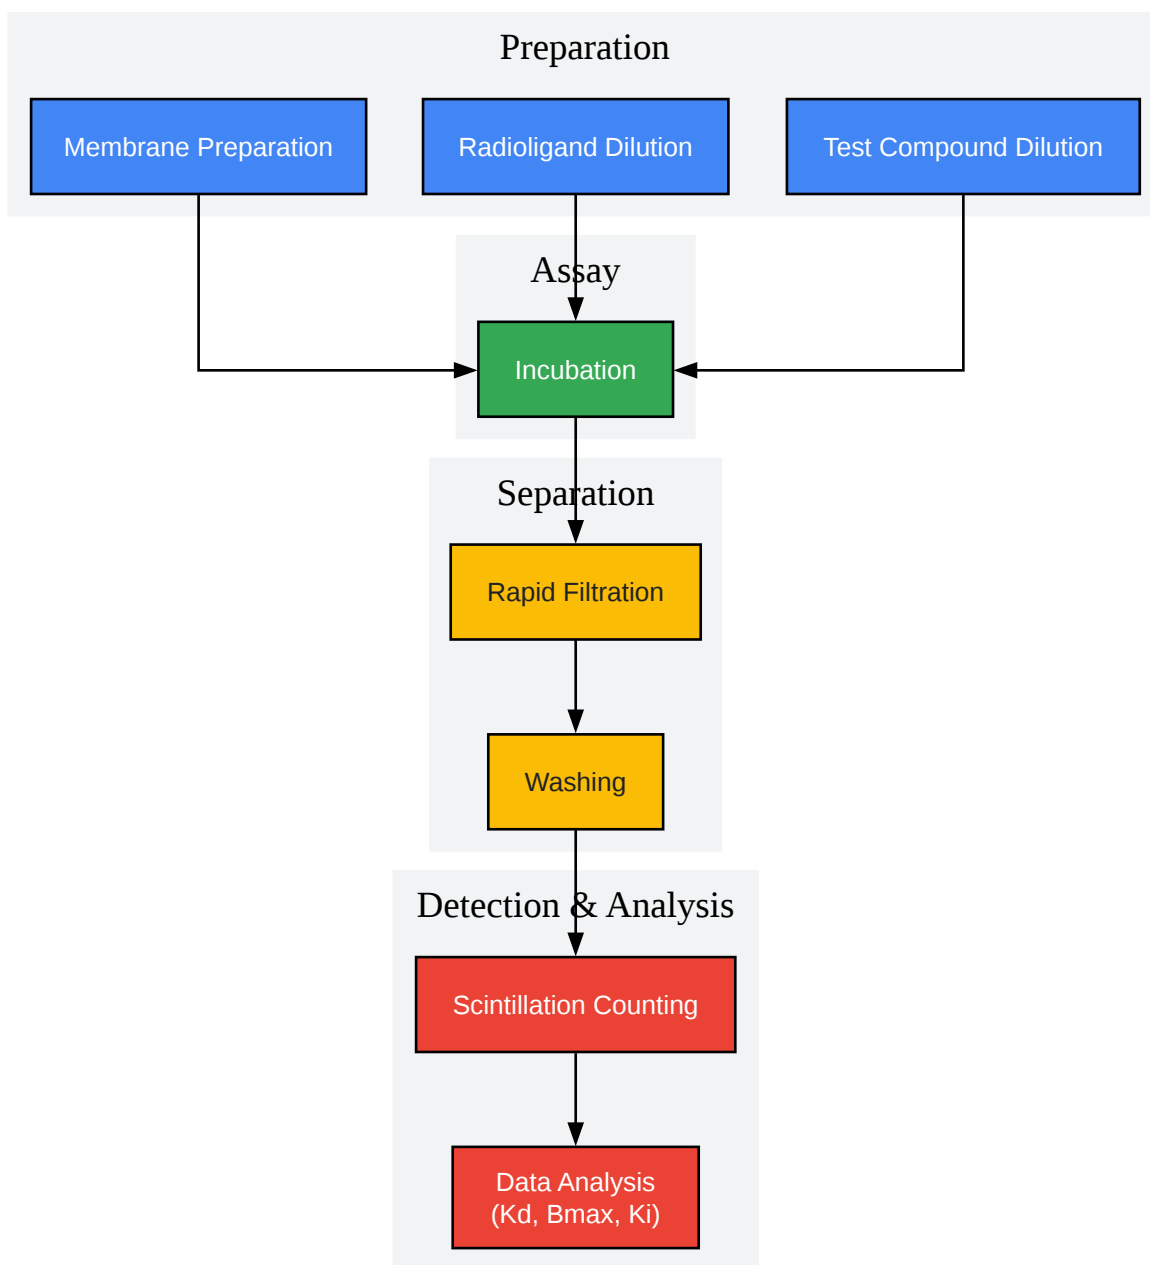 Preparation
Membrane Preparation
Radioligand Dilution
Test Compound Dilution
Assay
Incubation
Separation
Rapid Filtration
Washing
Detection & Analysis
Scintillation Counting
Data Analysis
(Kd, Bmax, Ki)